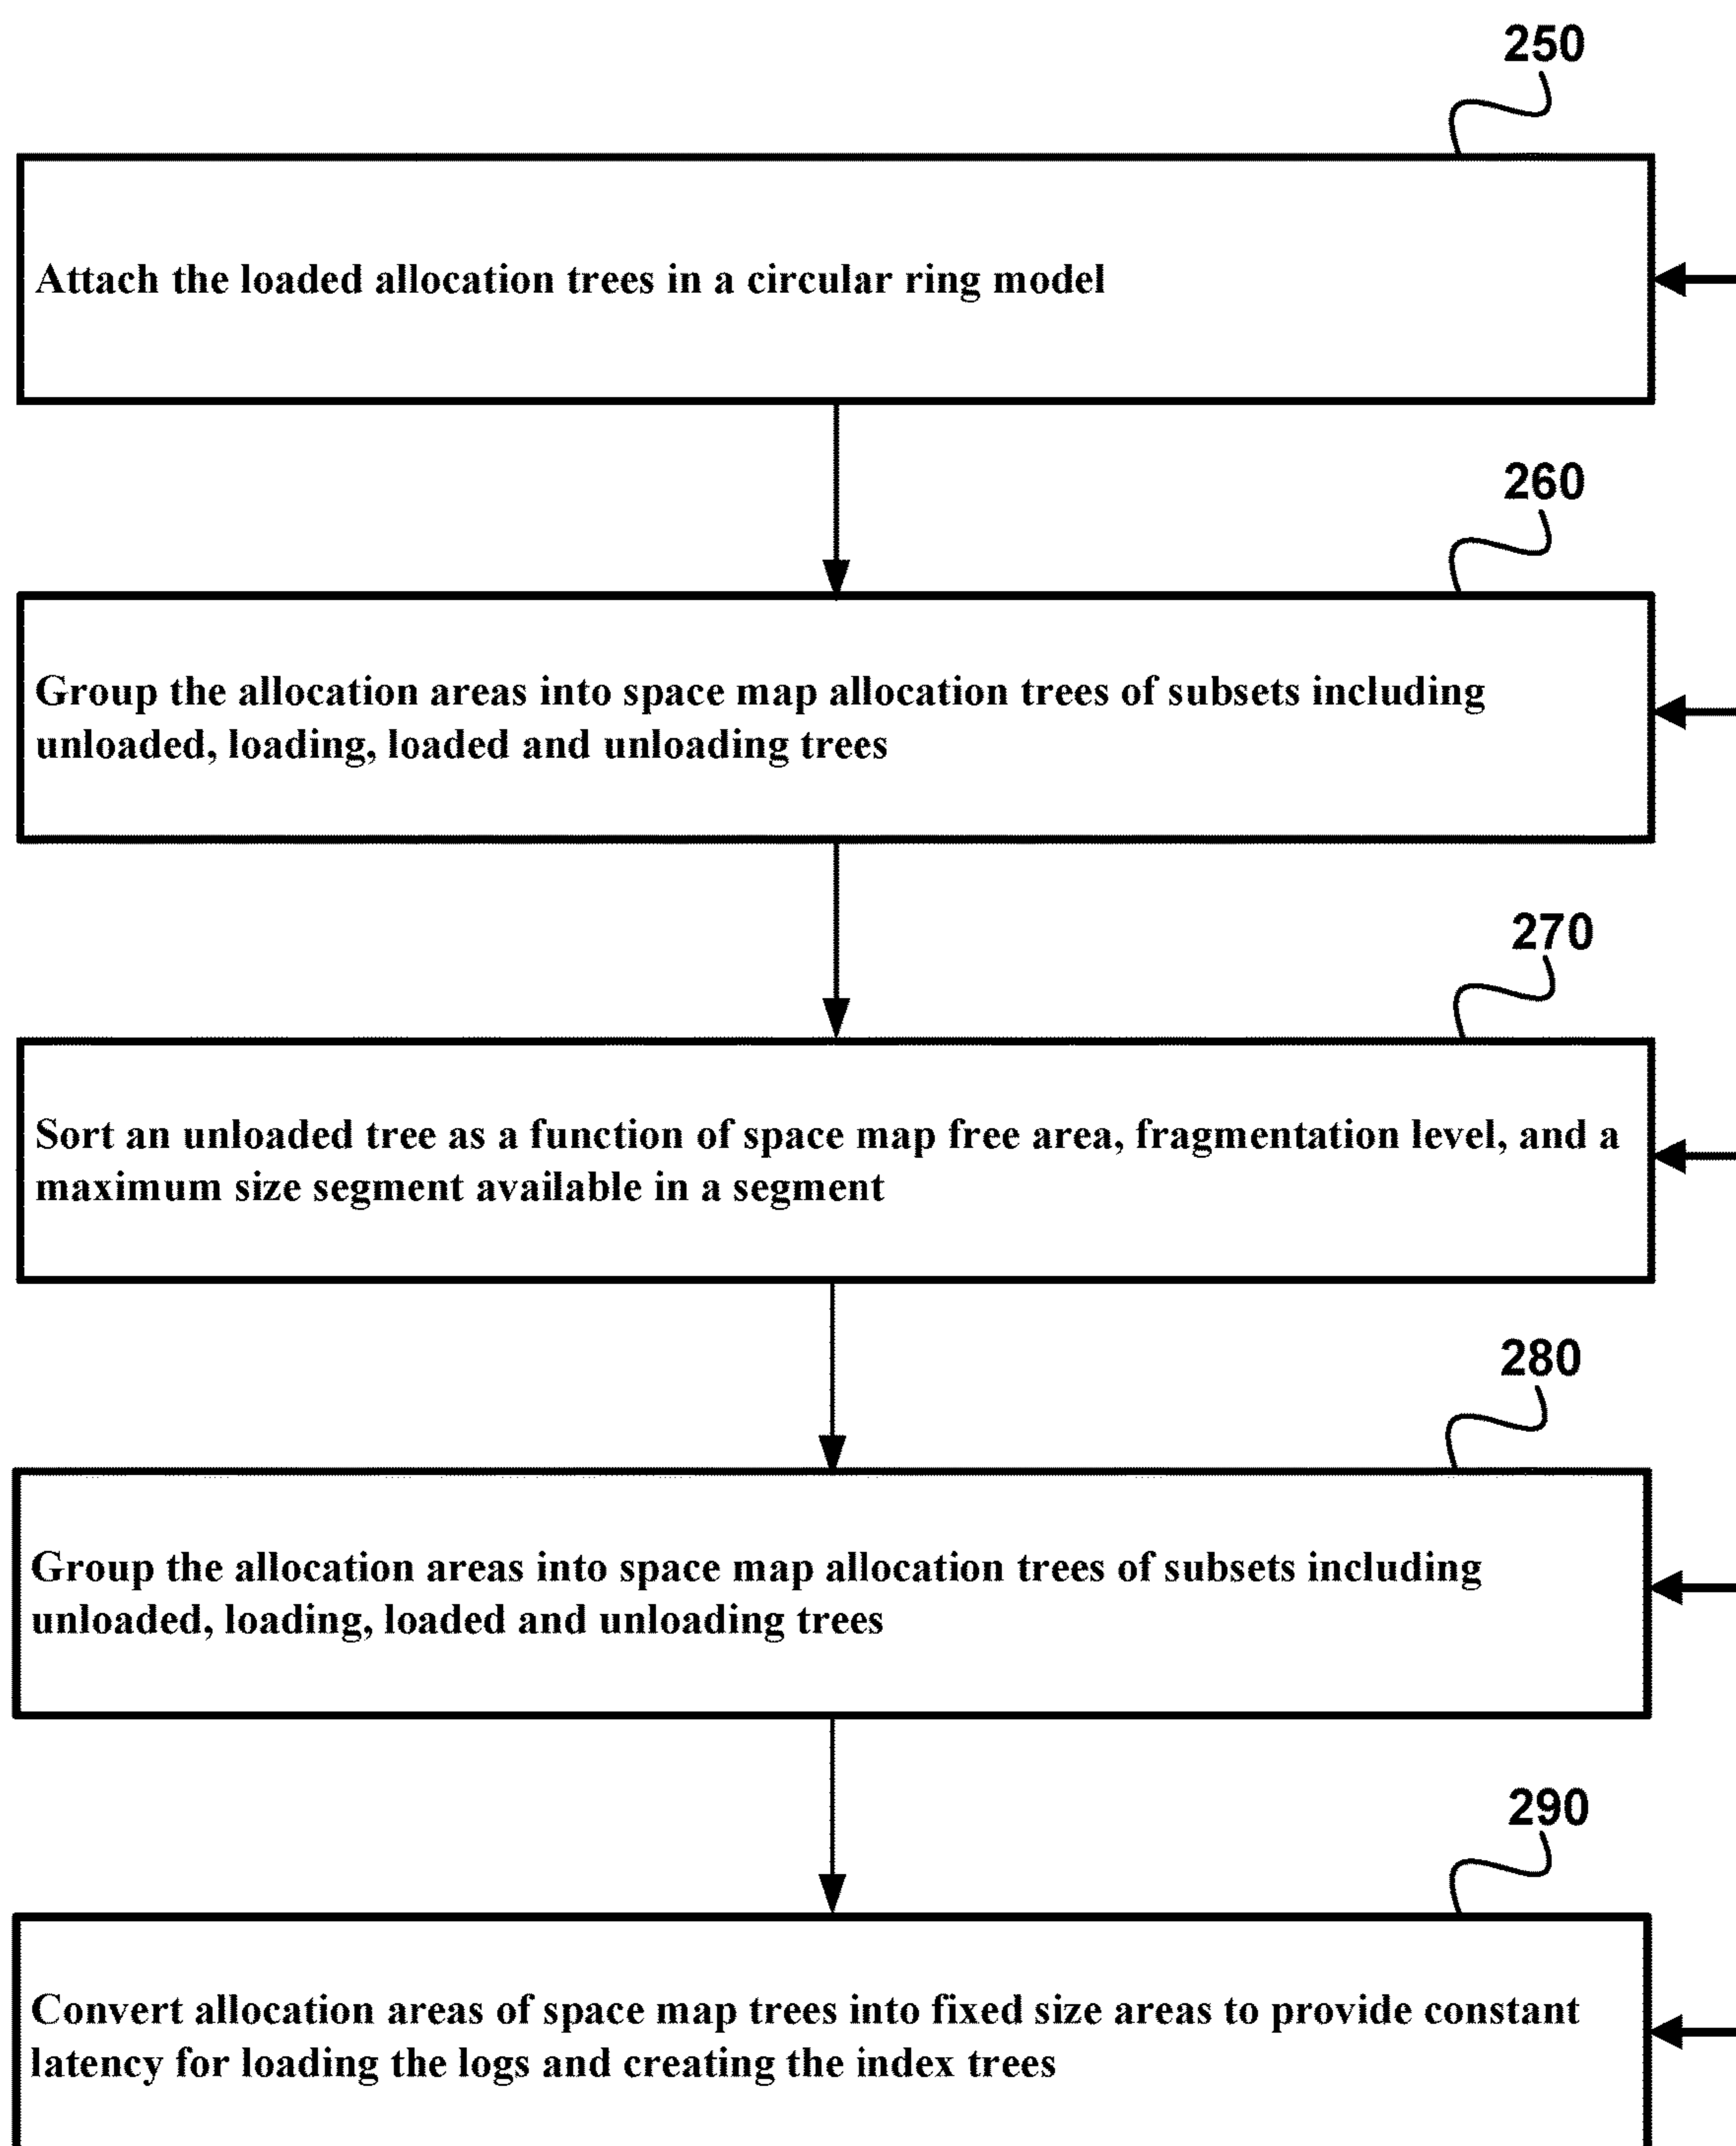 250
Attach the loaded allocation trees in a circular ring model
260
Group the allocation areas into space map allocation trees of subsets including
unloaded, loading, loaded and unloading trees
270
Sort an unloaded tree as a function of space map free area, fragmentation level, and a
maximum size segment available in a segment
280
Group the allocation areas into space map allocation trees of subsets including
unloaded, loading, loaded and unloading trees
290
Convert allocation areas of space map trees into fixed size areas to provide constant
latency for loading the logs and creating the index trees